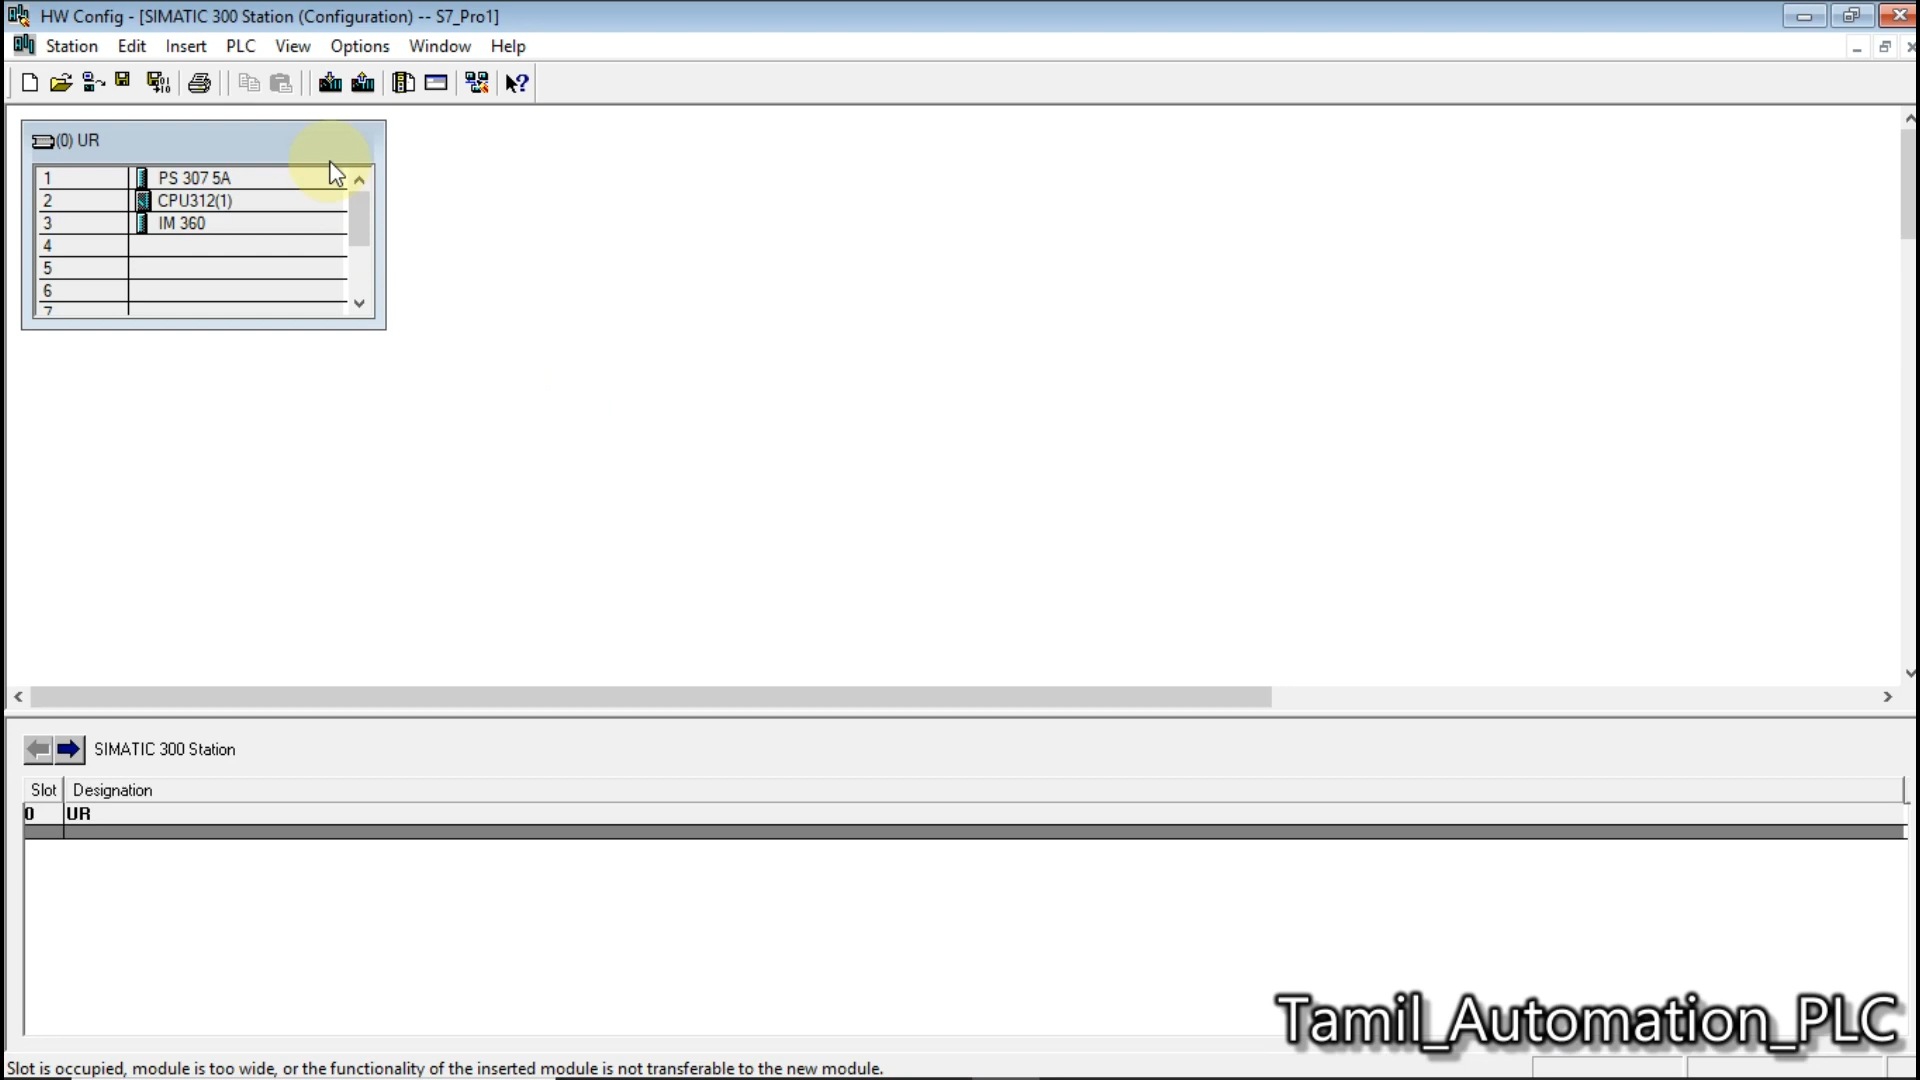 HW Config - [SIMATIC 300 Station (Configuration) -- S7_Pro1]
Station Edit Insert PLC View Options Window Help
(0) UR
1 PS 307 5A
2 CPU312(1)
3 IM 360
4
5
6
7
SIMATIC 300 Station
Slot Designation
0 UR
Tamil_Automation_PLC
Slot is occupied, module is too wide, or the functionality of the inserted module is not transferable to the new module.